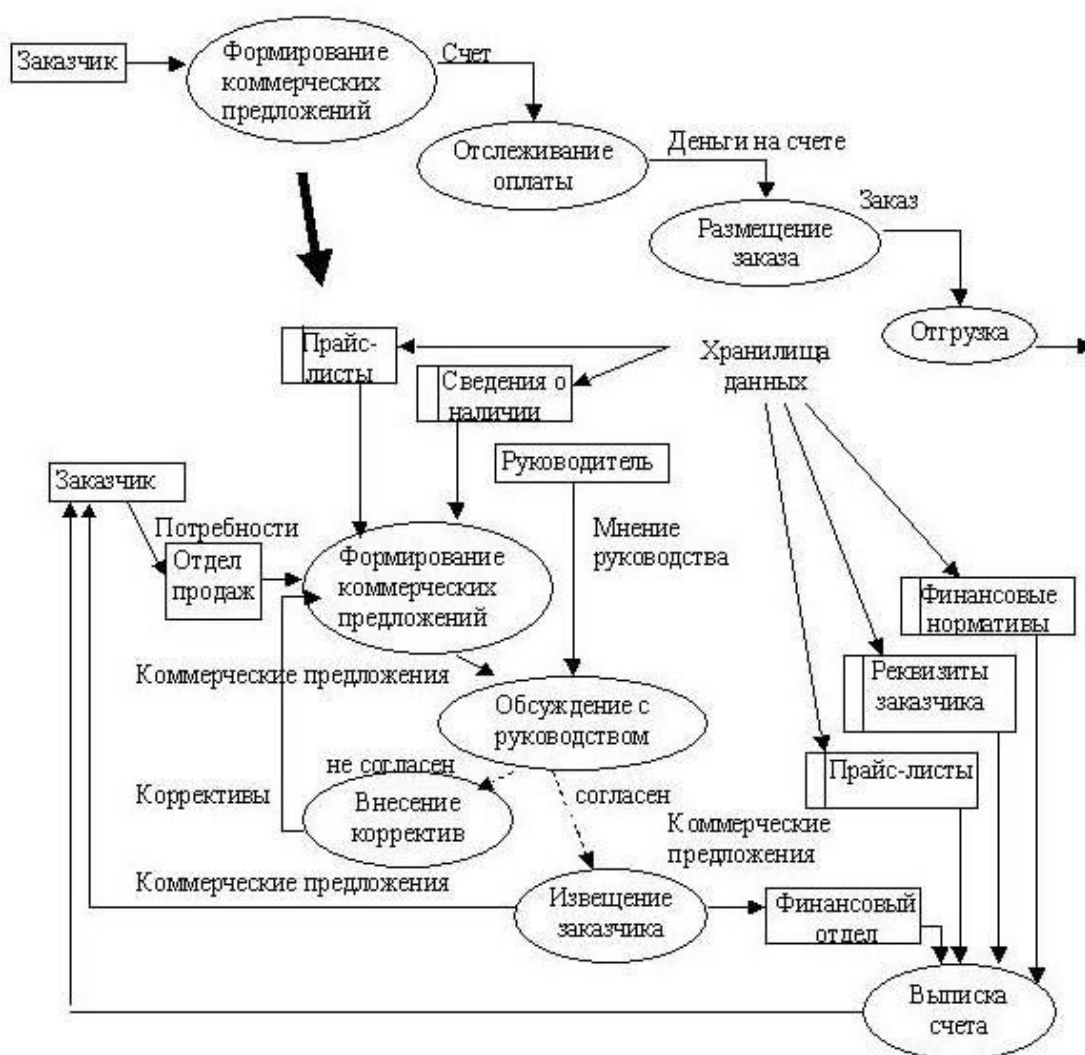 Заказчик
Формирование
коммерческих
предложений
Счет
Отслеживание
оплаты
Деньги на счете
Размещение
заказа
Заказ
Отгрузка
Прайс-
листы
Сведения о
наличии
Хранилища
данных
Заказчик
Руководитель
Потребности
Отдел
продаж
Формирование
коммерческих
предложений
Мнение
руководства
Финансовые
нормативы
Реквизиты
заказчика
Прайс-листы
Коммерческие предложения
Обсуждение с
руководством
не согласен
согласен
Коррективы
Внесение
корректив
Коммерческие
предложения
Коммерческие предложения
Извещение
заказчика
Финансовый
отдел
Выписка
счета